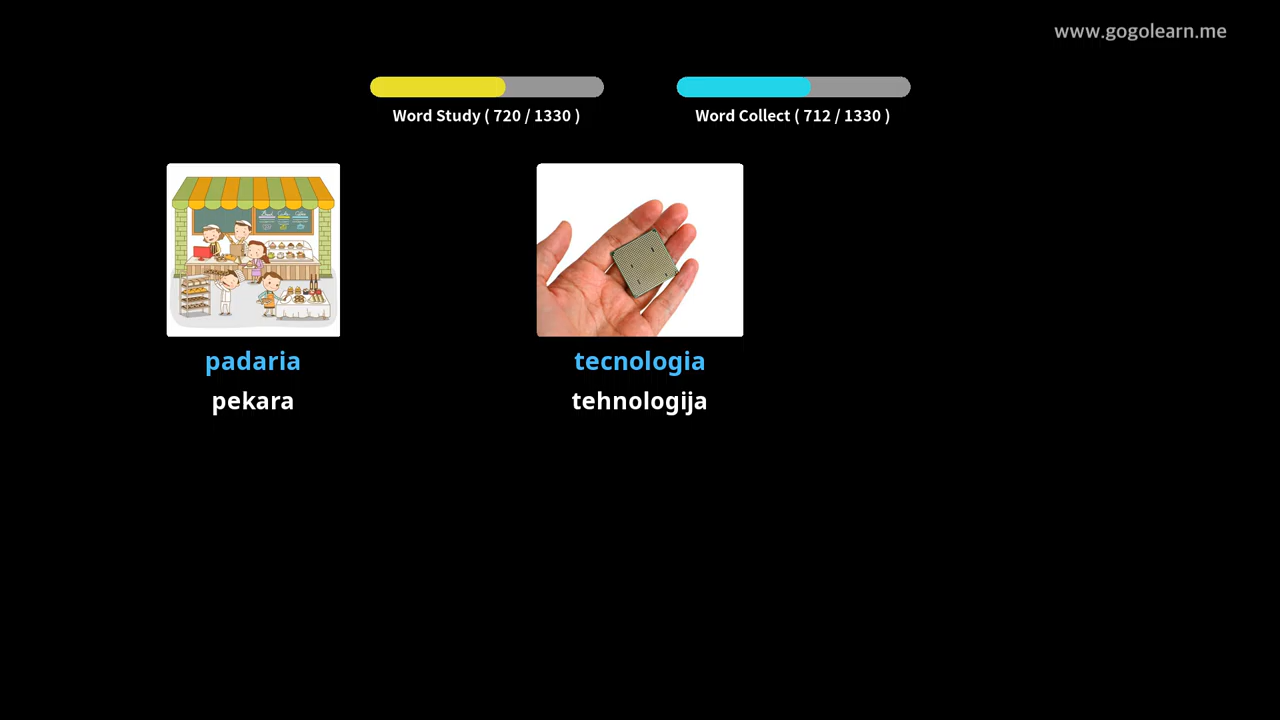 www.gogolearn.me
Word Study ( 720 / 1330 )
Word Collect ( 712 / 1330 )
padaria
pekara
tecnologia
tehnologija